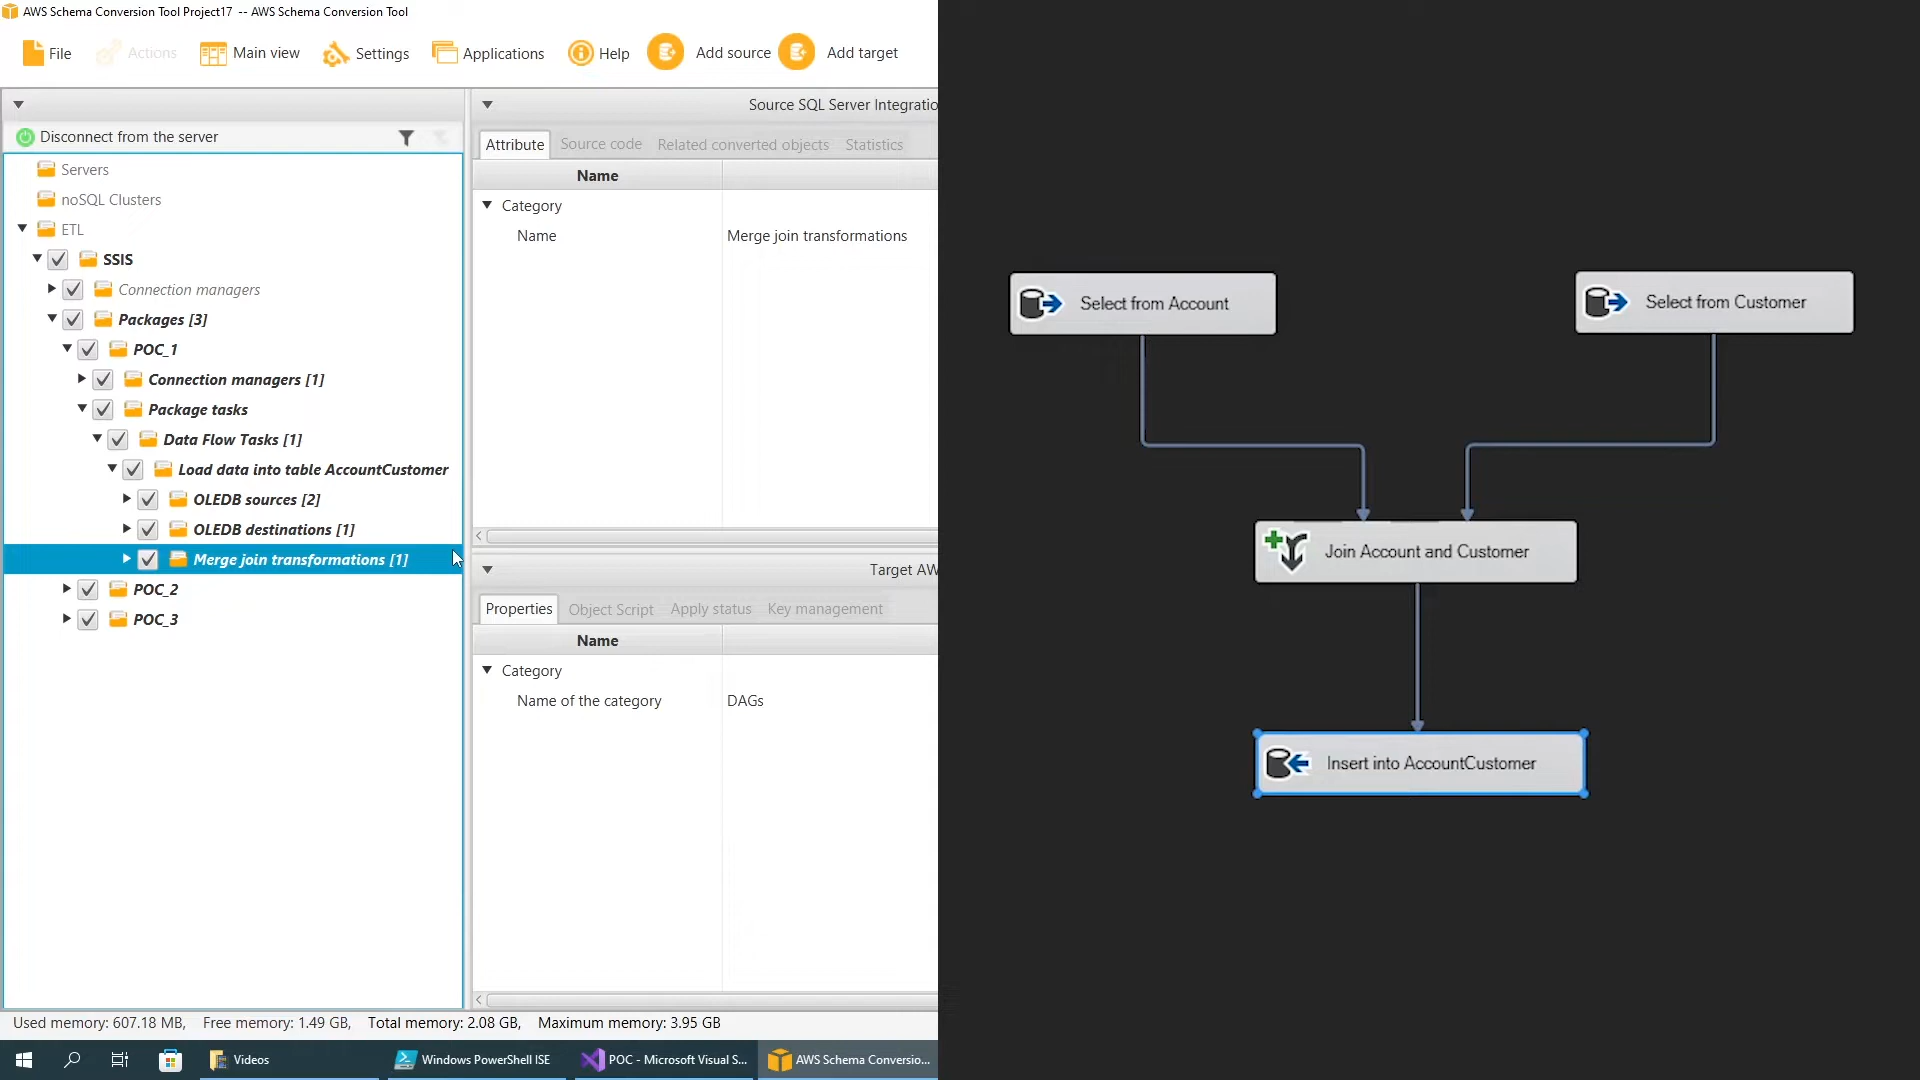 AWS Schema Conversion Tool Project17 -- AWS Schema Conversion Tool
File Actions Main view Settings Applications Help Add source Add target
Disconnect from the server
Servers
noSQL Clusters
ETL
SSIS
Connection managers
Packages [3]
POC_1
Connection managers [1]
Package tasks
Data Flow Tasks [1]
Load data into table AccountCustomer
OLEDB sources [2]
OLEDB destinations [1]
Merge join transformations [1]
POC_2
POC_3
Source SQL Server Integratio
Attribute Source code Related converted objects Statistics
Name
Category
Name Merge join transformations
Target AW
Properties Object Script Apply status Key management
Name
Category
Name of the category DAGs
Used memory: 607.18 MB, Free memory: 1.49 GB, Total memory: 2.08 GB, Maximum memory: 3.95 GB
Videos Windows PowerShell ISE POC - Microsoft Visual S... AWS Schema Conversio...
Select from Account
Select from Customer
Join Account and Customer
Insert into AccountCustomer